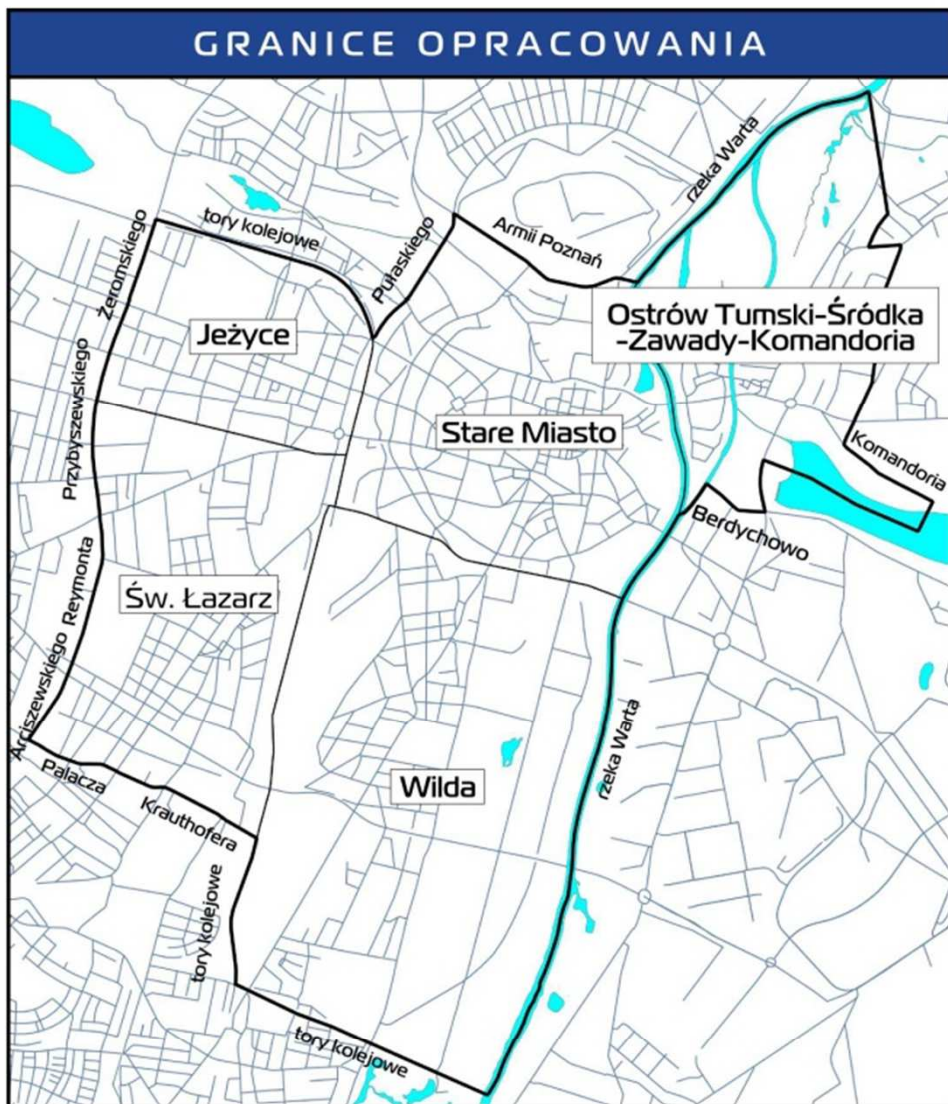 GRANICE OPRACOWANIA
rzeka Warta
tory kolejowe
Pułaskiego
Armii Poznań
Żeromskiego
Jeżyce
Ostrów Tumski-Śródka
-Zawady-Komandoria
Przybyszewskiego
Stare Miasto
Komandoria
Berdychowo
Reymonta
Św. Łazarz
Arciszewskiego
rzeka Warta
Palacza
Wilda
Krauthofera
tory kolejowe
tory kolejowe